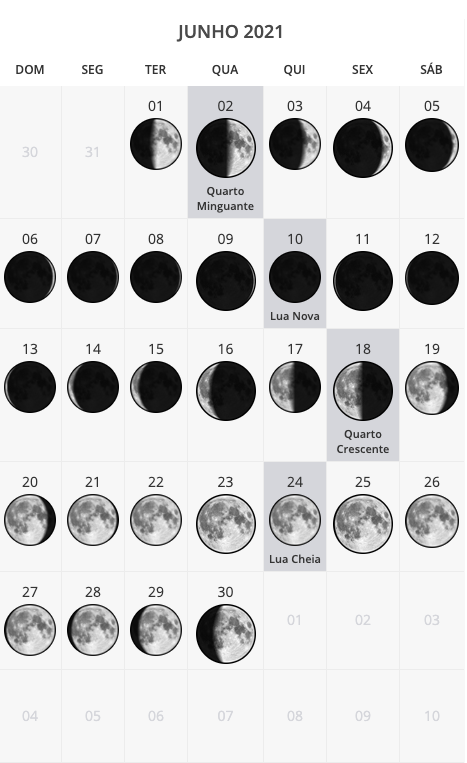 JUNHO 2021
DOM SEG TER QUA QUI SEX SÁB
30 31 01 02 03 04 05
Quarto
Minguante
06 07 08 09 10 11 12
Lua Nova
13 14 15 16 17 18 19
Quarto
Crescente
20 21 22 23 24 25 26
Lua Cheia
27 28 29 30 01 02 03
04 05 06 07 08 09 10